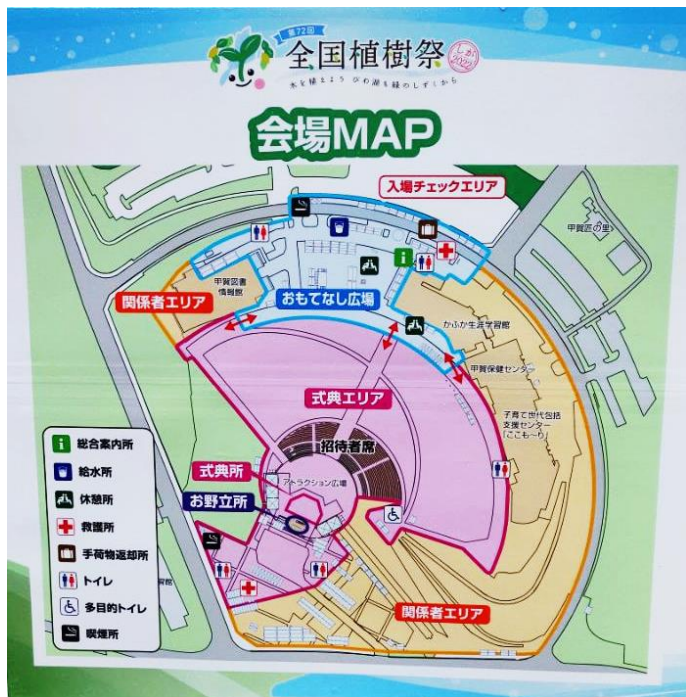 第72回
全国植樹祭
しが
2022
木を植えよう びわ湖も緑のしずくから
会場MAP
入場チェックエリア
甲賀匠の里
甲賀図書
情報館
関係者エリア
おもてなし広場
かふか生涯学習館
甲賀保健センター
式典エリア
子育て世代包括
支援センター
「ここも〜り」
招待者席
式典所
アトラクション広場
お野立所
関係者エリア
総合案内所
給水所
休憩所
救護所
手荷物返却所
トイレ
多目的トイレ
喫煙所